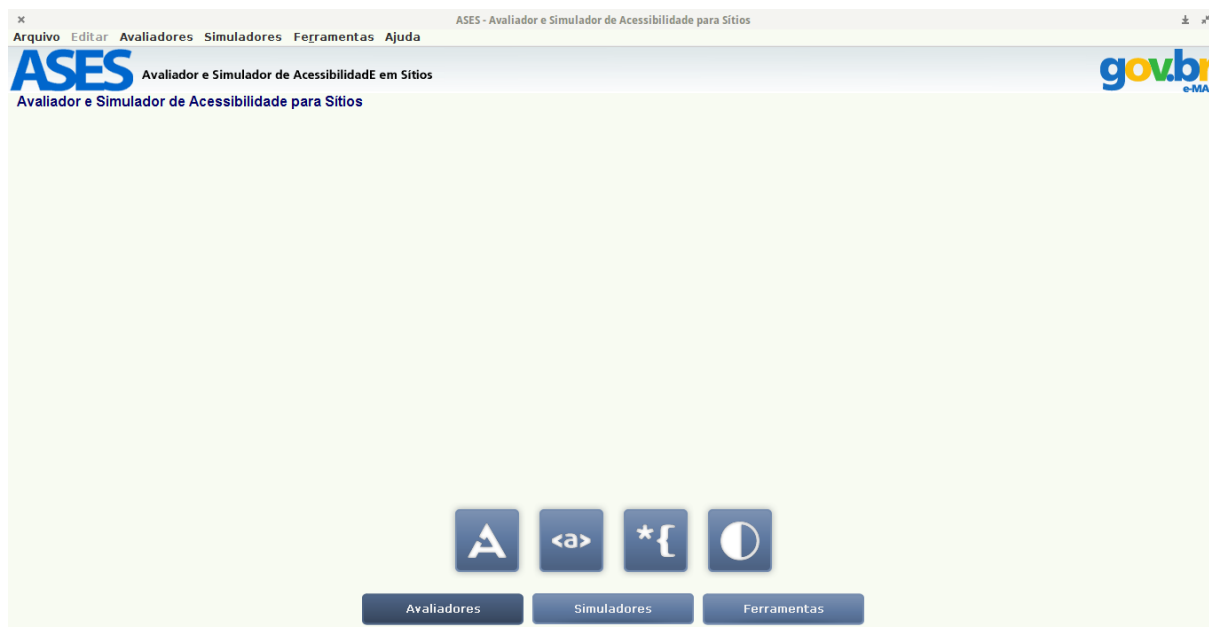 ASES - Avaliador e Simulador de Acessibilidade para Sítios
Arquivo Editar Avaliadores Simuladores Ferramentas Ajuda
ASES Avaliador e Simulador de AcessibilidadE em Sítios
gov.br
e-MA
Avaliador e Simulador de Acessibilidade para Sítios
A <a> *{
Avaliadores Simuladores Ferramentas